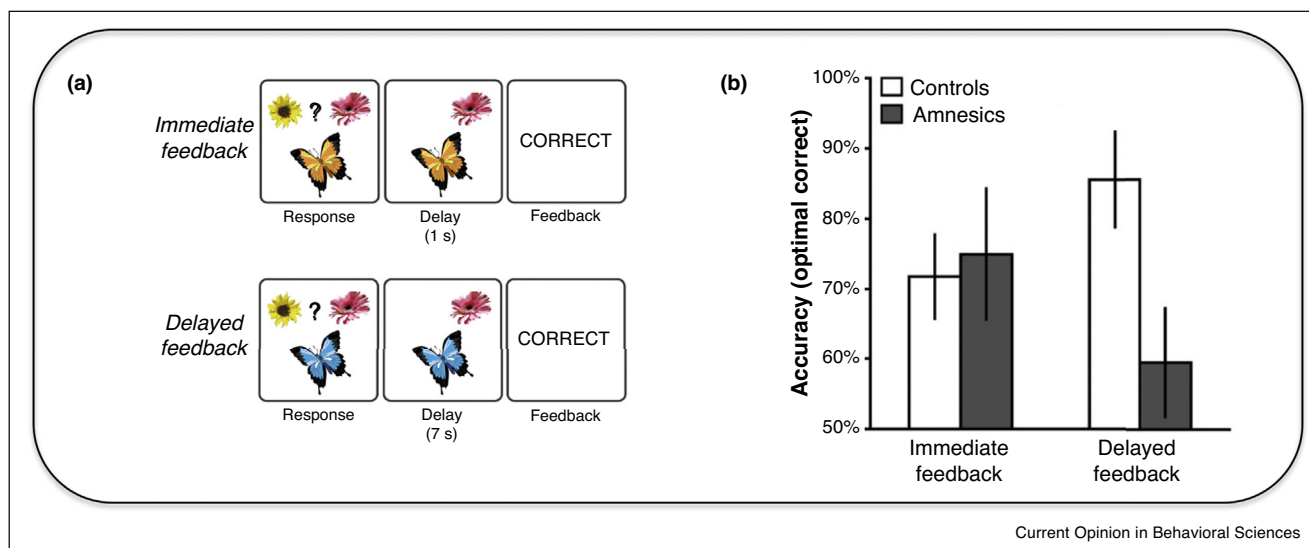 (a)
Immediate
feedback
?
CORRECT
Response
Delay
(1 s)
Feedback
Delayed
feedback
?
CORRECT
Response
Delay
(7 s)
Feedback
(b)
Accuracy (optimal correct)
100%
90%
80%
70%
60%
50%
Controls
Amnesics
Immediate
feedback
Delayed
feedback
Current Opinion in Behavioral Sciences